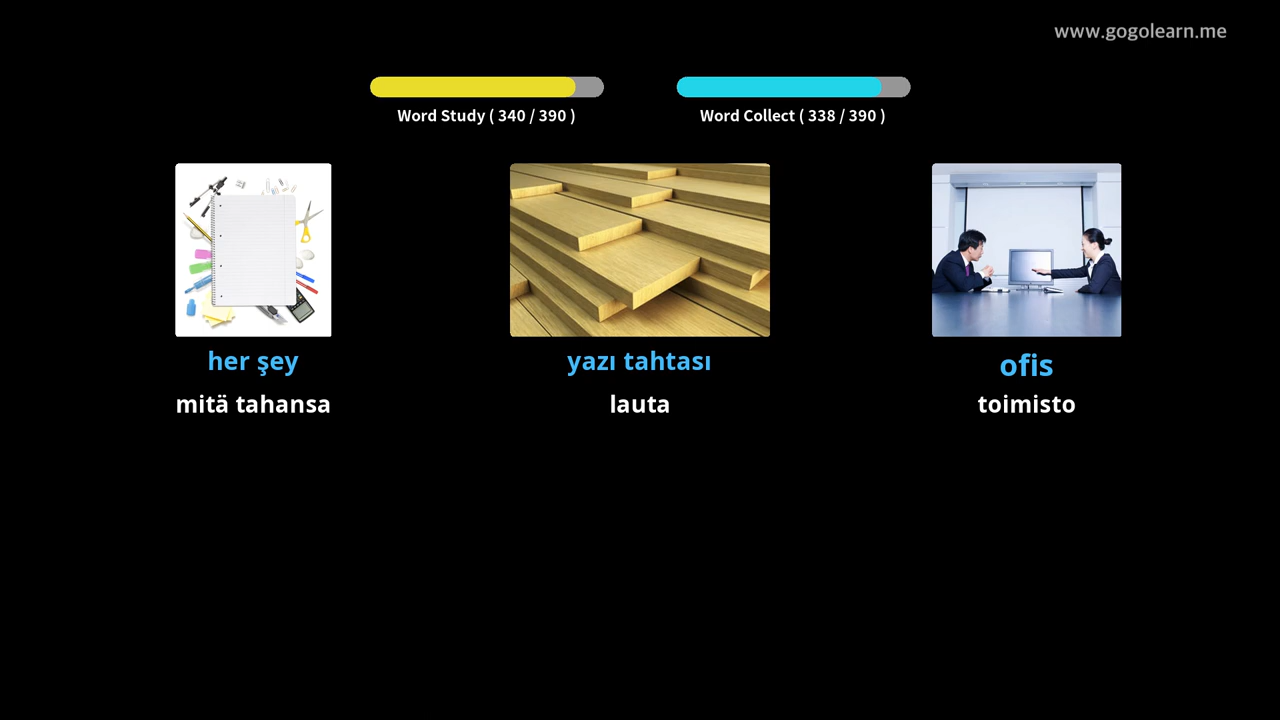 www.gogolearn.me
Word Study ( 340 / 390 )
Word Collect ( 338 / 390 )
her şey
yazı tahtası
ofis
mitä tahansa
lauta
toimisto